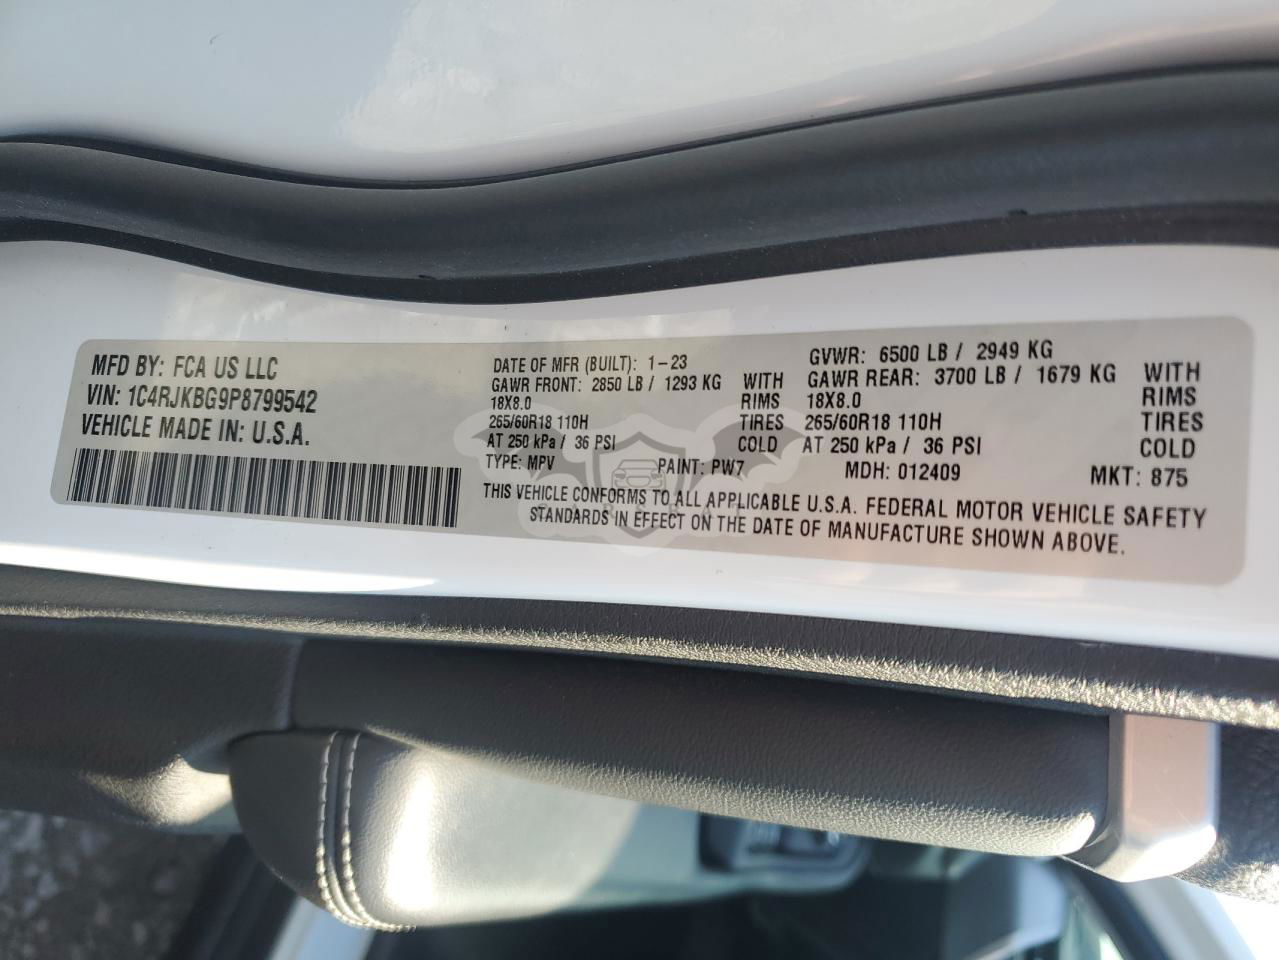 MFD BY: FCA US LLC
VIN: 1C4RJKBG9P8799542
VEHICLE MADE IN: U.S.A.
DATE OF MFR (BUILT): 1-23
GAWR FRONT: 2850 LB / 1293 KG WITH
18X8.0 RIMS
265/60R18 110H TIRES
AT 250 kPa / 36 PSI COLD
TYPE: MPV PAINT: PW7
GVWR: 6500 LB / 2949 KG
GAWR REAR: 3700 LB / 1679 KG WITH
18X8.0 RIMS
265/60R18 110H TIRES
AT 250 kPa / 36 PSI COLD
MDH: 012409 MKT: 875
THIS VEHICLE CONFORMS TO ALL APPLICABLE U.S.A. FEDERAL MOTOR VEHICLE SAFETY
STANDARDS IN EFFECT ON THE DATE OF MANUFACTURE SHOWN ABOVE.